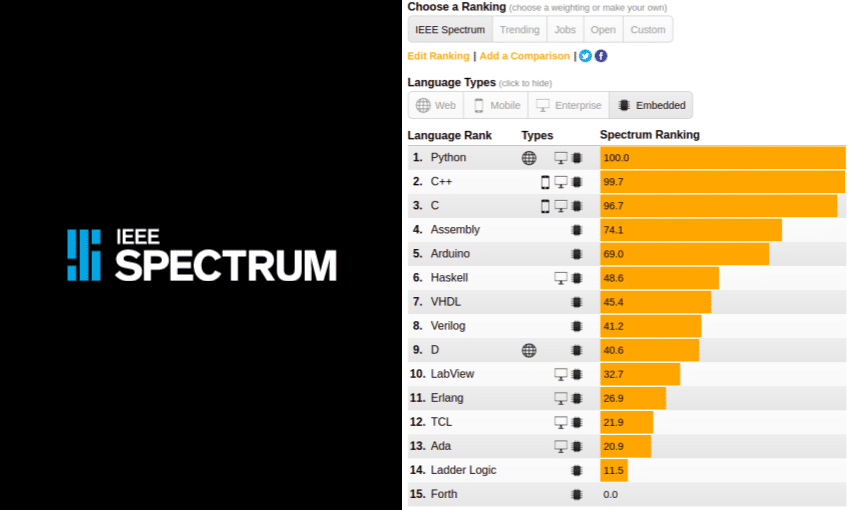 IEEE
SPECTRUM
Choose a Ranking (choose a weighting or make your own)
IEEE Spectrum Trending Jobs Open Custom
Edit Ranking | Add a Comparison |
Language Types (click to hide)
Web Mobile Enterprise Embedded
Language Rank Types Spectrum Ranking
1. Python 100.0
2. C++ 99.7
3. C 96.7
4. Assembly 74.1
5. Arduino 69.0
6. Haskell 48.6
7. VHDL 45.4
8. Verilog 41.2
9. D 40.6
10. LabView 32.7
11. Erlang 26.9
12. TCL 21.9
13. Ada 20.9
14. Ladder Logic 11.5
15. Forth 0.0